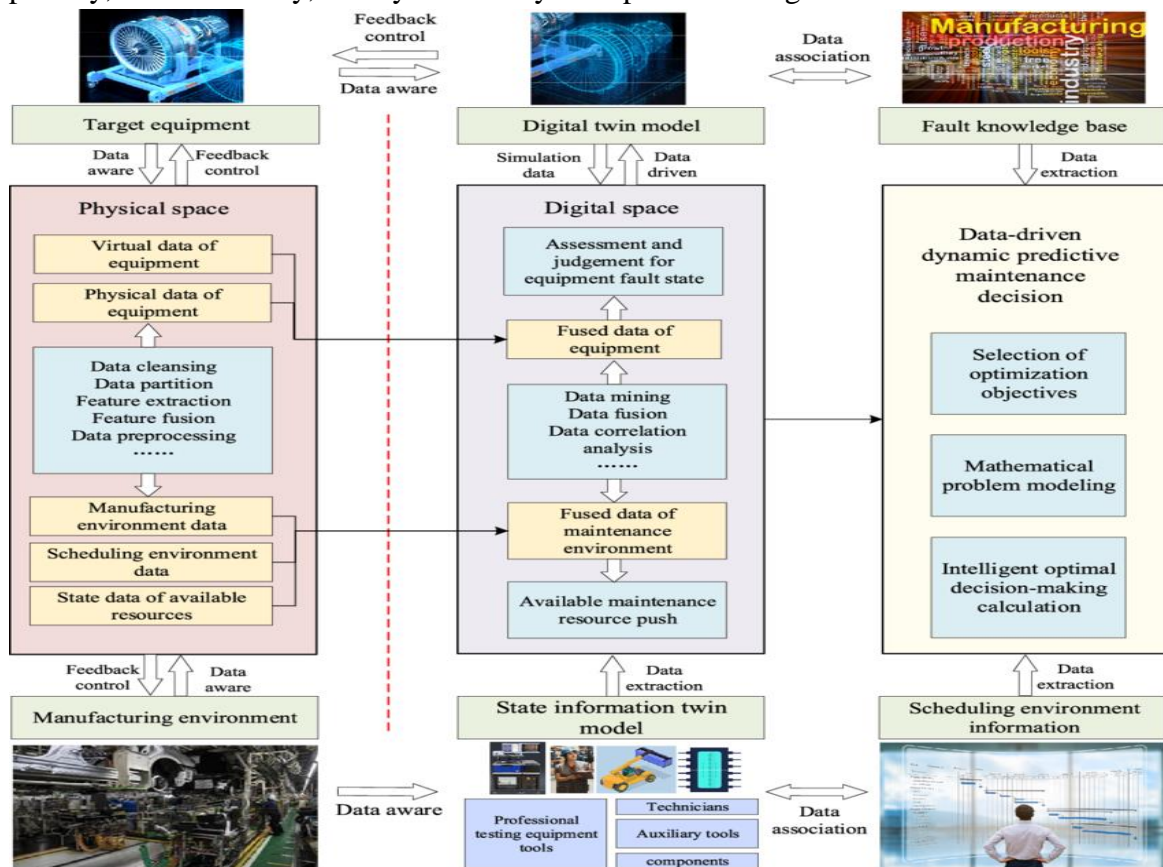 Feedback
control
Data aware
Data
association
Manufacturing
production
industry
Target equipment
Digital twin model
Fault knowledge base
Data
aware
Feedback
control
Simulation
data
Data
driven
Data
extraction
Physical space
Virtual data of
equipment
Physical data of
equipment
Data cleansing
Data partition
Feature extraction
Feature fusion
Data preprocessing
……
Manufacturing
environment data
Scheduling environment
data
State data of available
resources
Digital space
Assessment and
judgement for
equipment fault state
Fused data of
equipment
Data mining
Data fusion
Data correlation
analysis
……
Fused data of
maintenance
environment
Available maintenance
resource push
Data-driven
dynamic predictive
maintenance
decision
Selection of
optimization
objectives
Mathematical
problem modeling
Intelligent optimal
decision-making
calculation
Feedback
control
Data
aware
Data
extraction
Data
extraction
Manufacturing environment
State information twin
model
Scheduling environment
information
Data aware
Professional
testing equipment
tools
Technicians
Auxiliary tools
components
Data
association